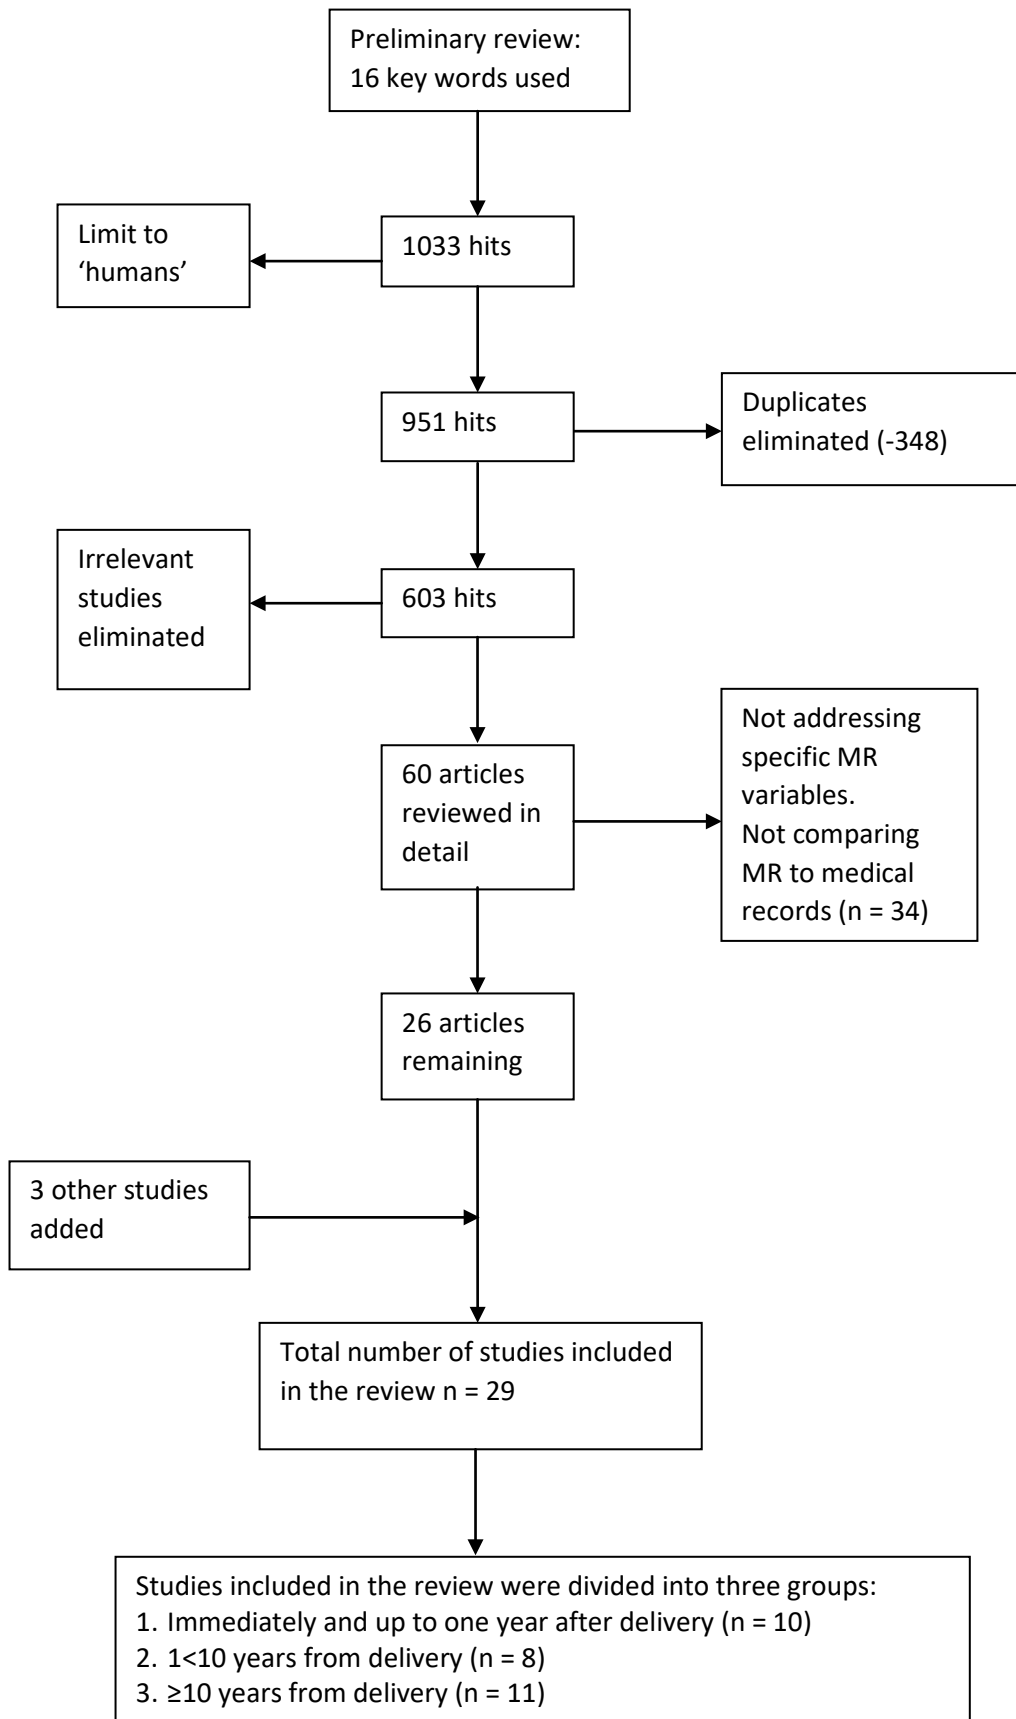 Preliminary review:
16 key words used
1033 hits
Limit to
‘humans’
951 hits
Duplicates
eliminated (-348)
603 hits
Irrelevant
studies
eliminated
60 articles
reviewed in
detail
Not addressing
specific MR
variables.
Not comparing
MR to medical
records (n = 34)
26 articles
remaining
3 other studies
added
Total number of studies included
in the review n = 29
Studies included in the review were divided into three groups:
1. Immediately and up to one year after delivery (n = 10)
2. 1<10 years from delivery (n = 8)
3. ≥10 years from delivery (n = 11)